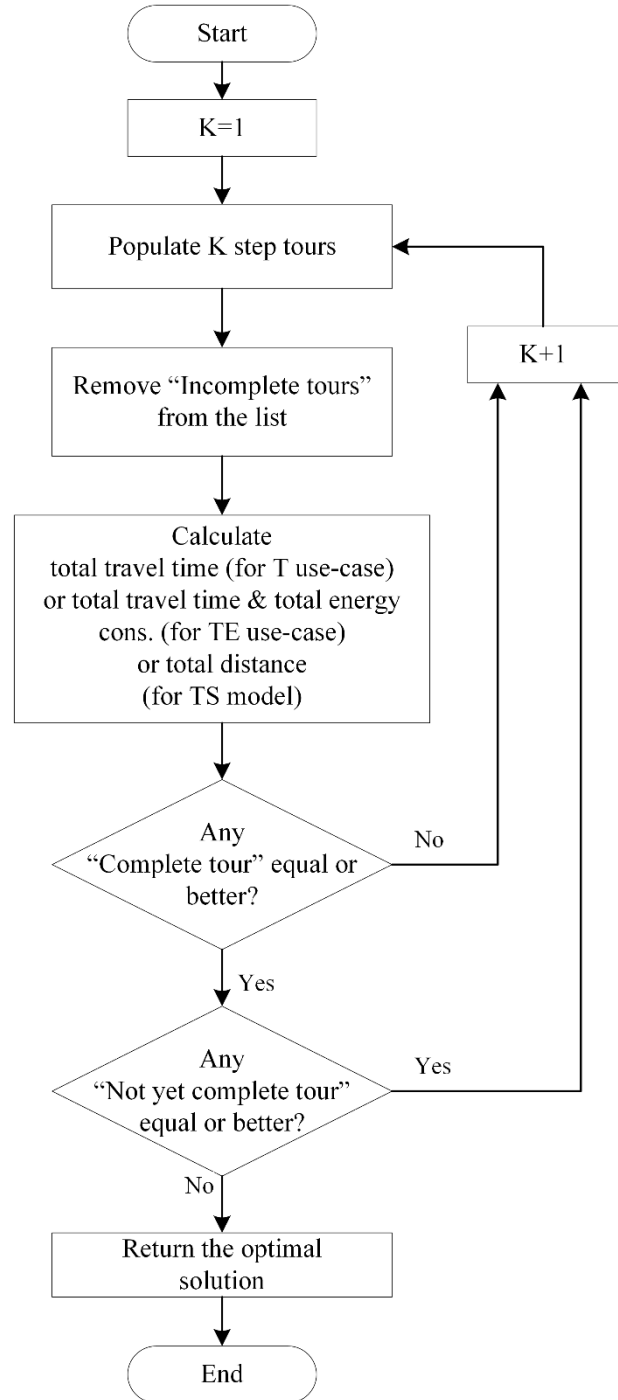 Start
K=1
Populate K step tours
K+1
Remove “Incomplete tours”
from the list
Calculate
total travel time (for T use-case)
or total travel time & total energy
cons. (for TE use-case)
or total distance
(for TS model)
Any
“Complete tour” equal or
better?
No
Yes
Any
“Not yet complete tour”
equal or better?
Yes
No
Return the optimal
solution
End